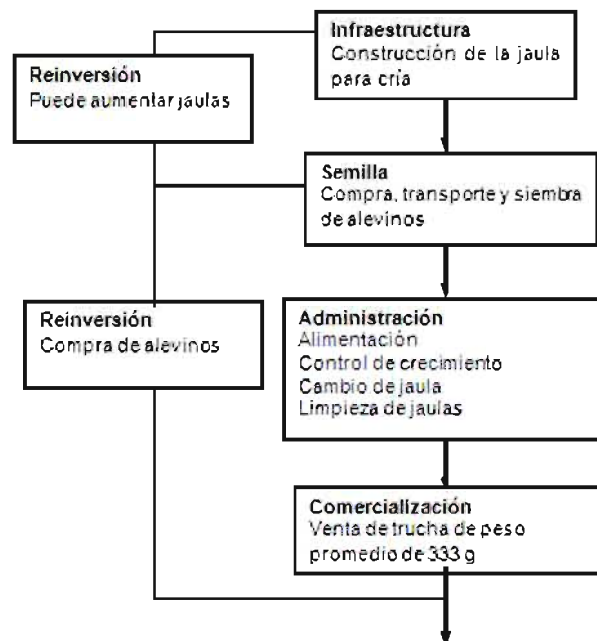 Infraestructura
Construcción de la jaula
para cría
Reinversión
Puede aumentar jaulas
Semilla
Compra, transporte y siembra
de alevinos
Reinversión
Compra de alevinos
Administración
Alimentación
Control de crecimiento
Cambio de jaula
Limpieza de jaulas
Comercialización
Venta de trucha de peso
promedio de 333 g